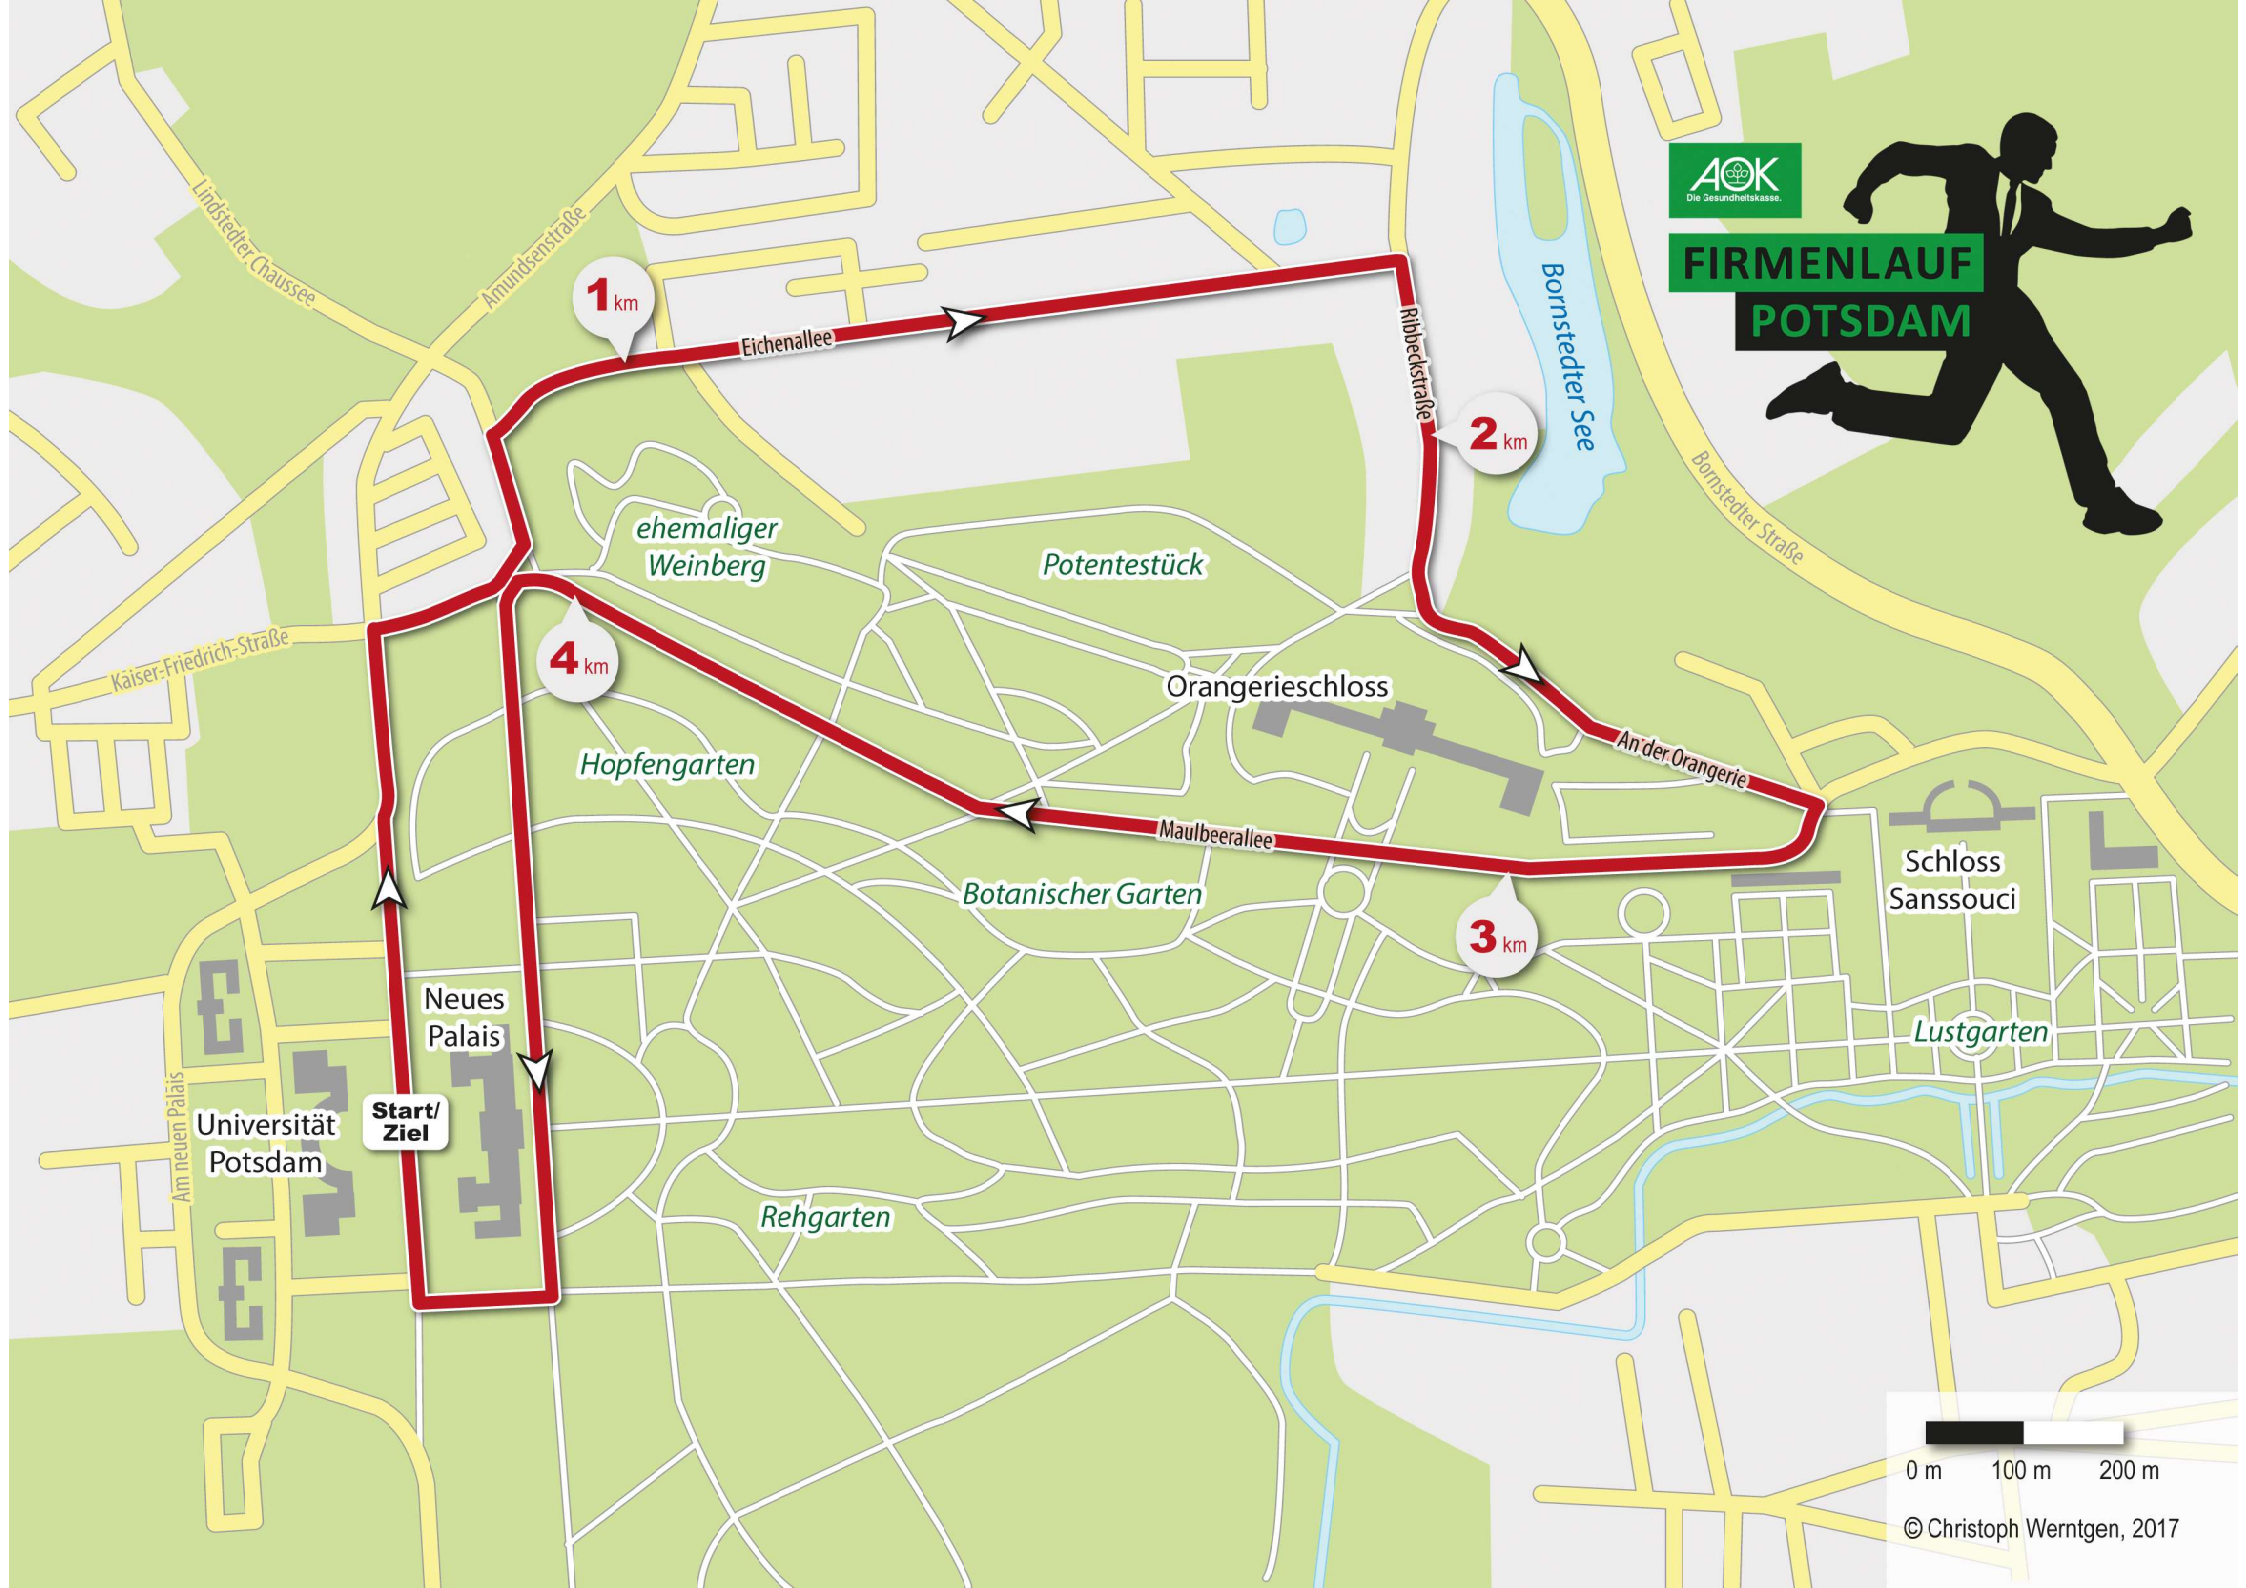 Lindstedter Chaussee
Amundsenstraße
1 km
Eichenallee
Ribbeckstraße
2 km
Bornstedter See
AOK
Die Gesundheitskasse.
FIRMENLAUF
POTSDAM
Bornstedter Straße
ehemaliger
Weinberg
Potentestück
Kaiser-Friedrich-Straße
4 km
Orangerieschloss
An der Orangerie
Hopfengarten
Maulbeerallee
Botanischer Garten
3 km
Schloss
Sanssouci
Neues
Palais
Lustgarten
Am neuen Palais
Universität
Potsdam
Start/
Ziel
Rehgarten
0 m 100 m 200 m
© Christoph Werntgen, 2017